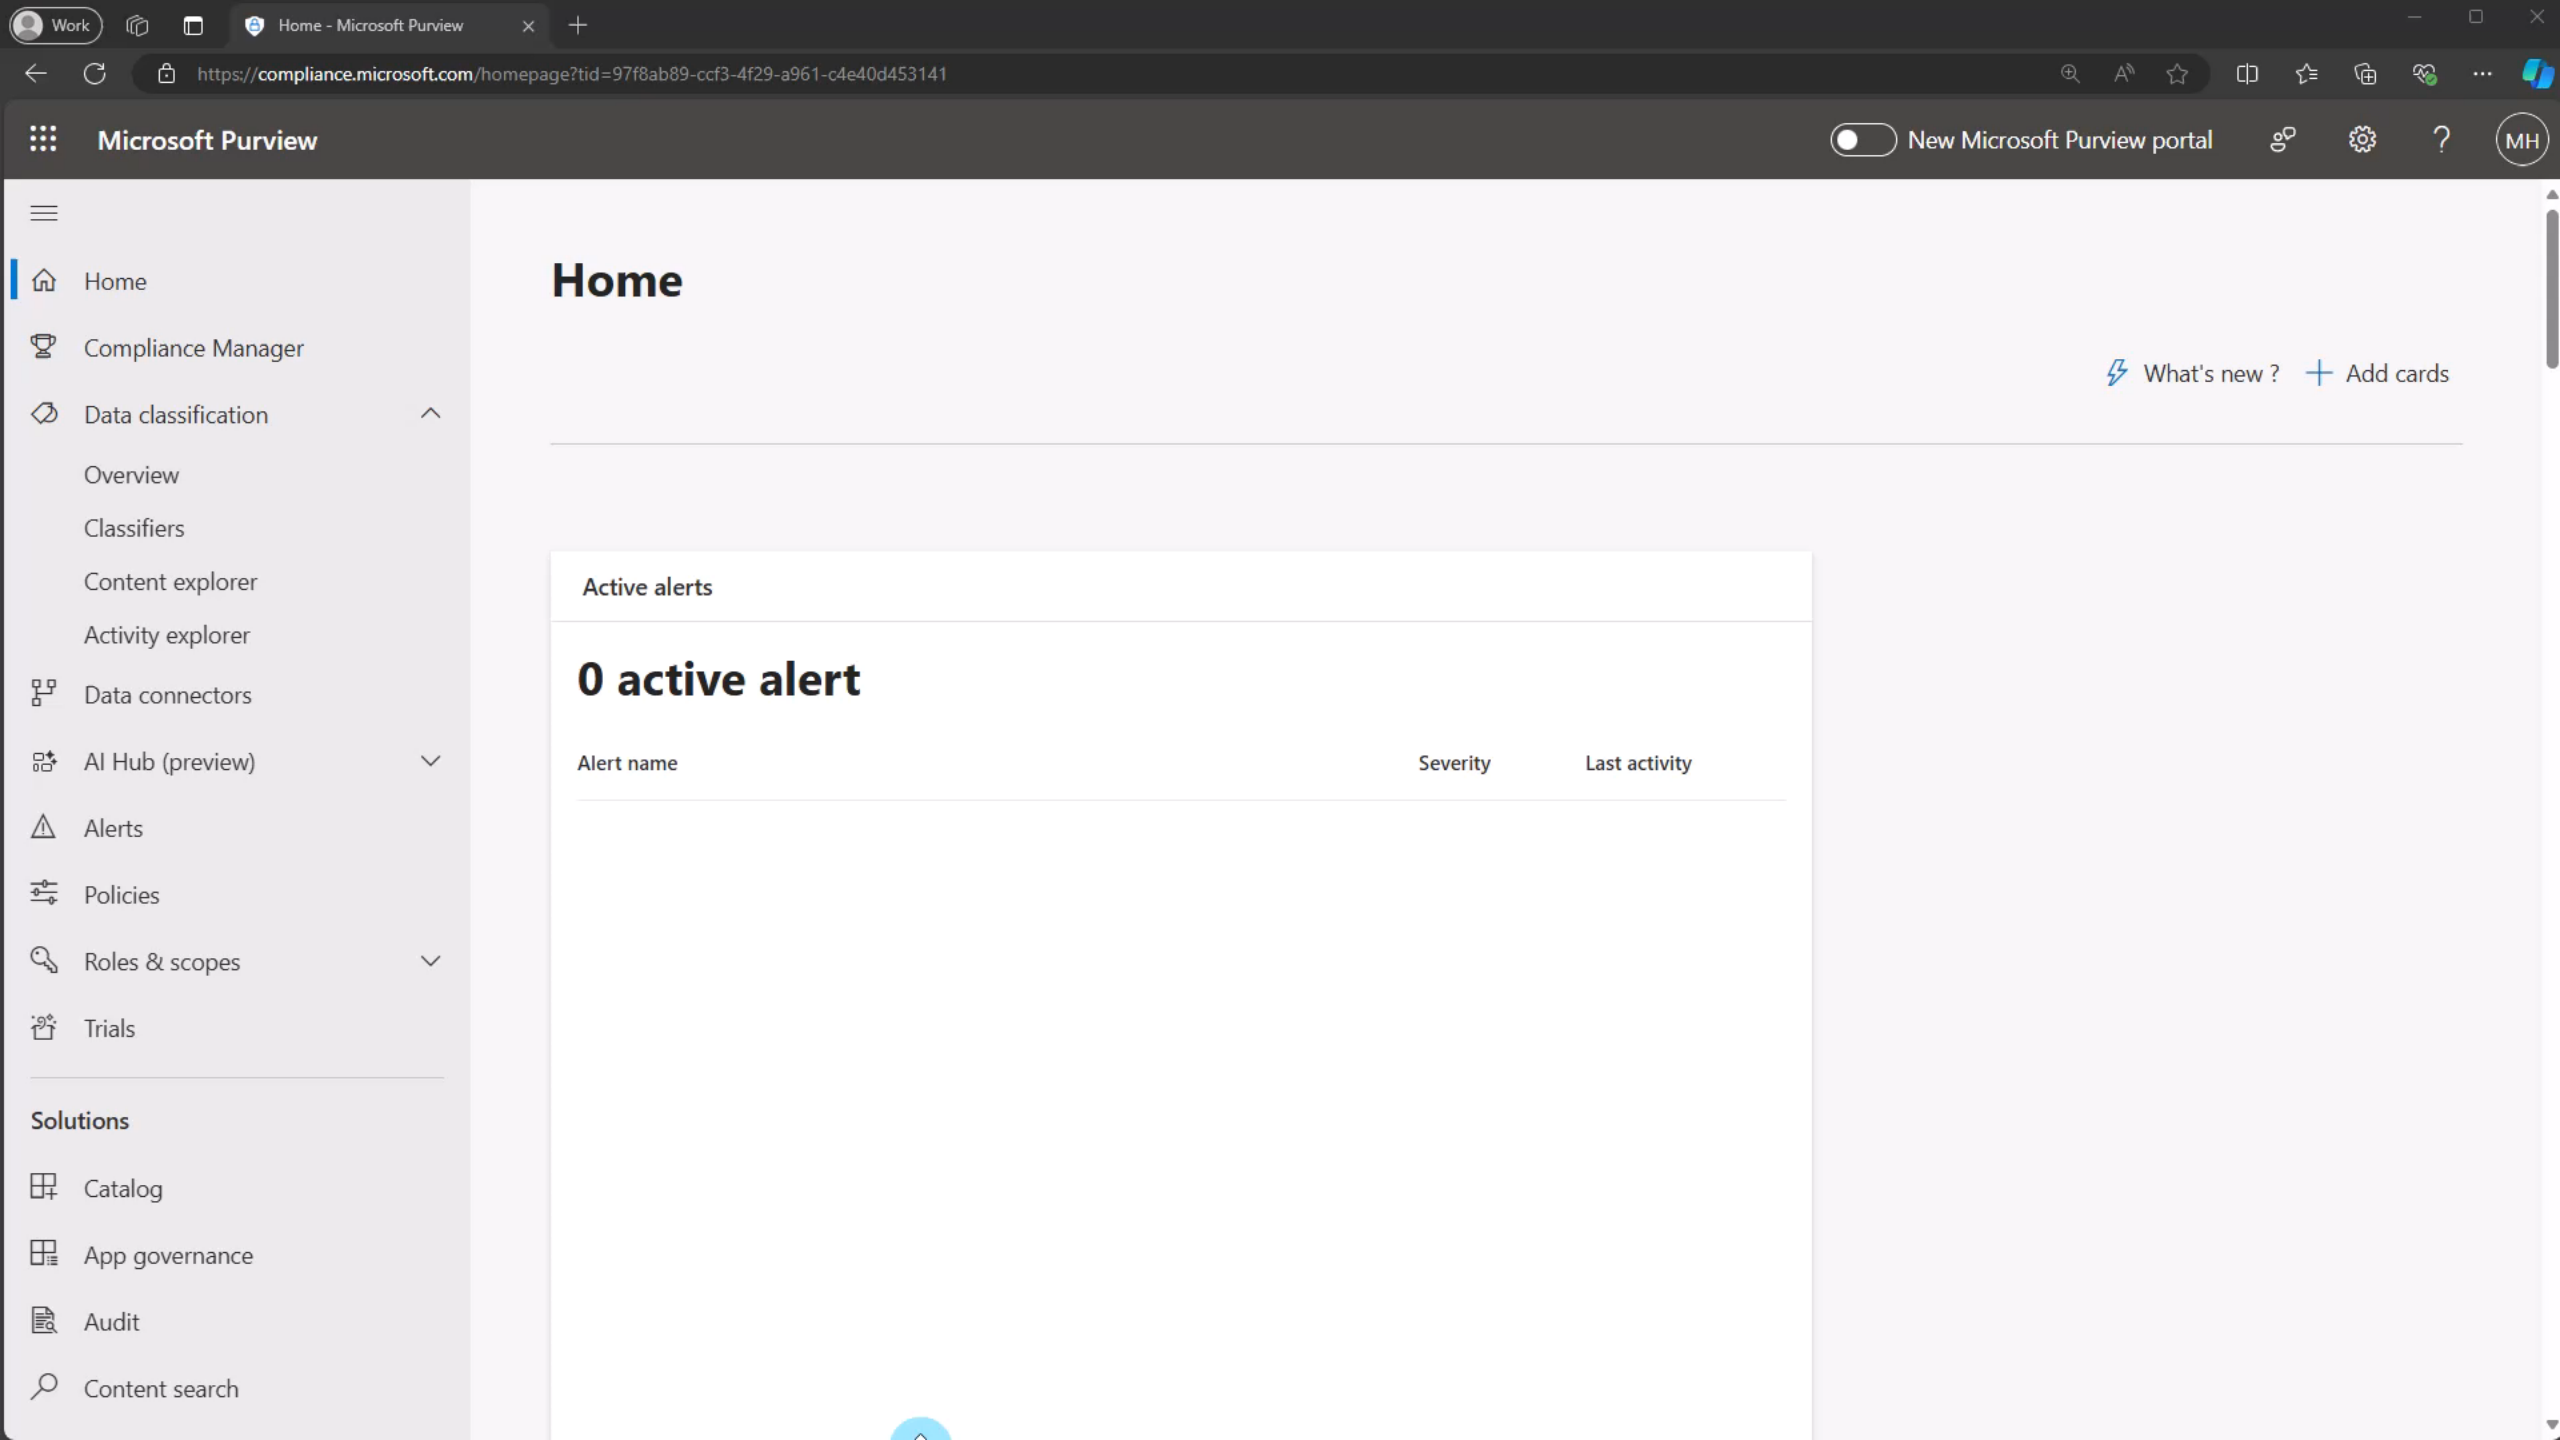 Work
Home - Microsoft Purview
https://compliance.microsoft.com/homepage?tid=97f8ab89-ccf3-4f29-a961-c4e40d453141
Microsoft Purview
New Microsoft Purview portal
MH
Home
Compliance Manager
Data classification
Overview
Classifiers
Content explorer
Activity explorer
Data connectors
AI Hub (preview)
Alerts
Policies
Roles & scopes
Trials
Solutions
Catalog
App governance
Audit
Content search
Home
What's new ?
Add cards
Active alerts
0 active alert
Alert name Severity Last activity